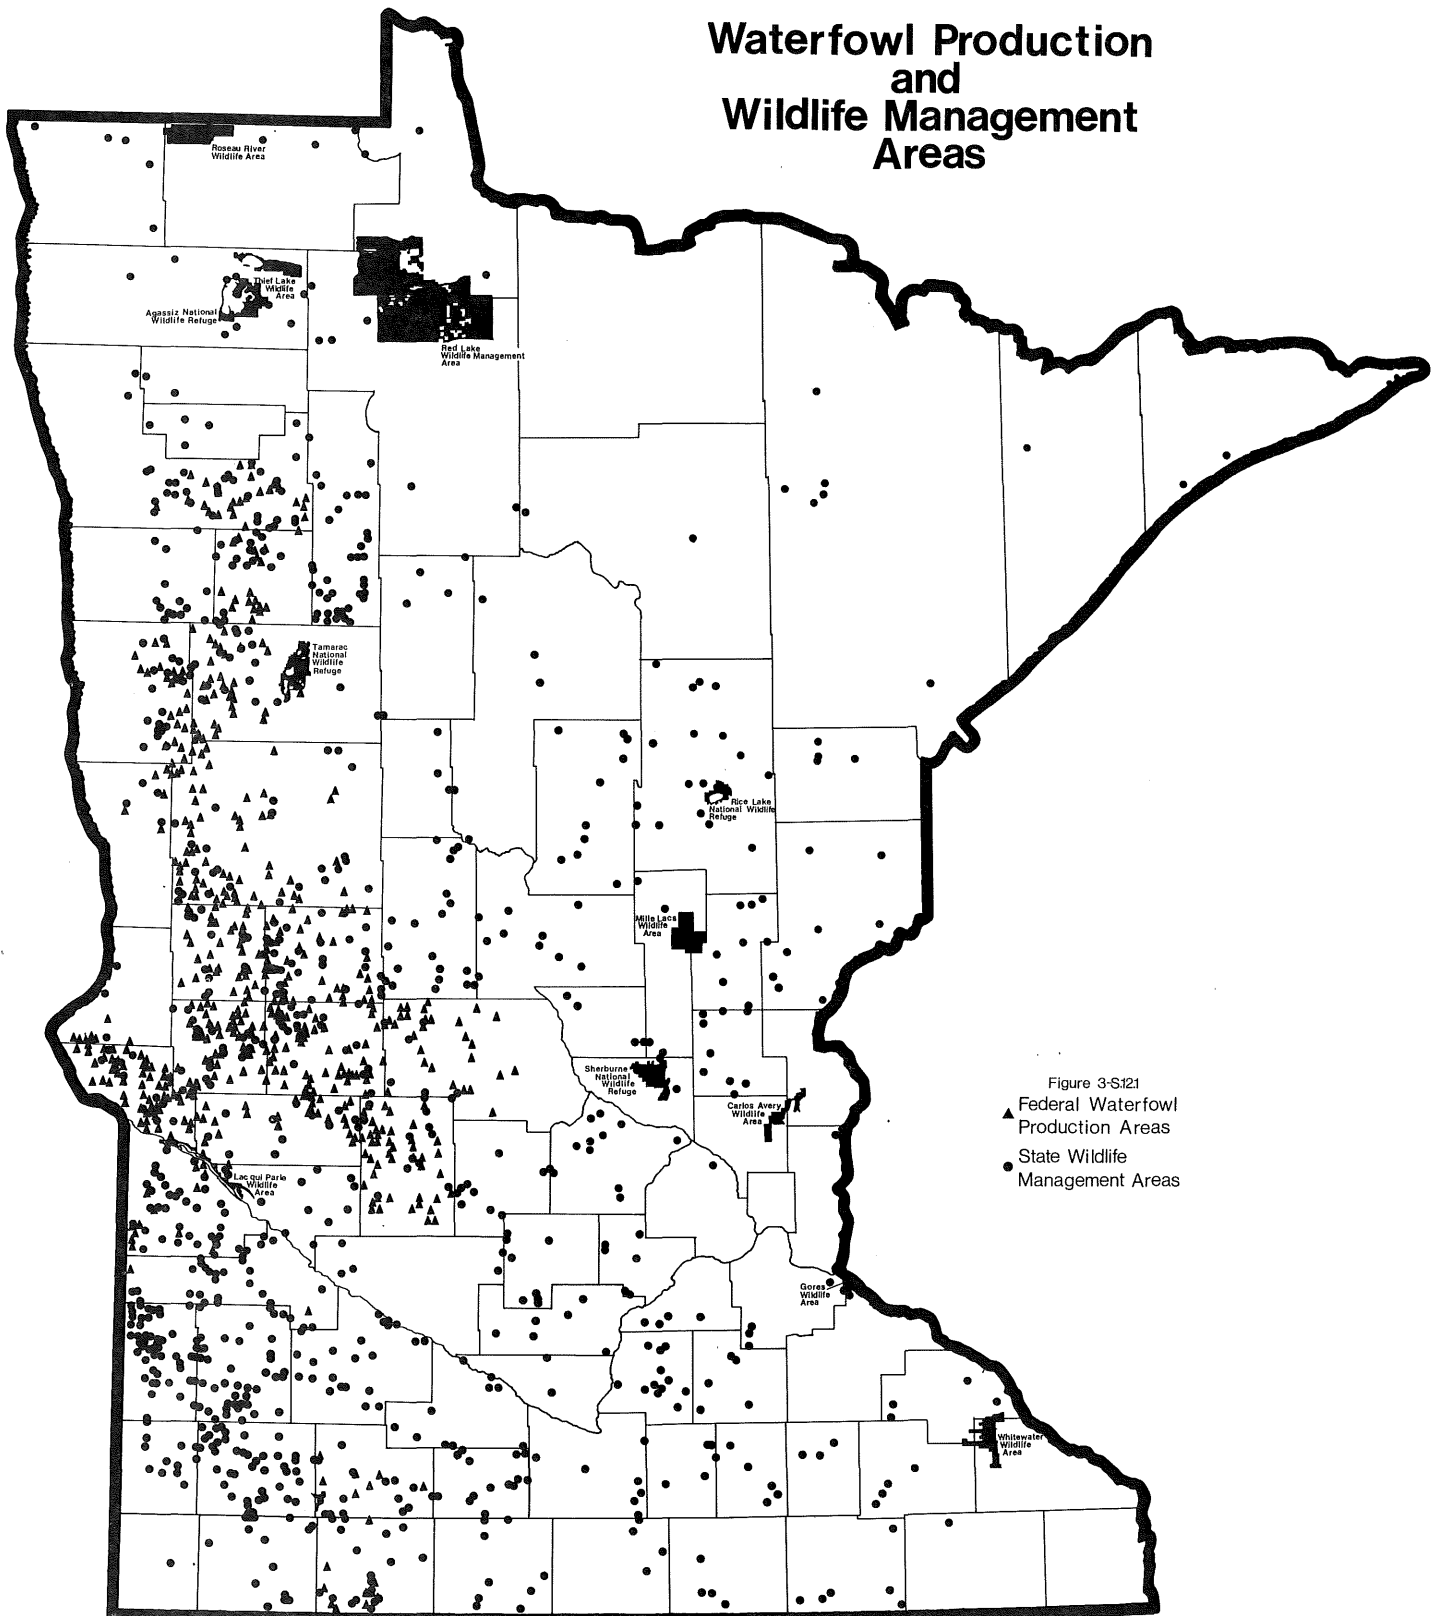 Waterfowl Production
and
Wildlife Management
Areas
Roseau River
Wildlife Area
Thief Lake
Wildlife
Area
Agassiz National
Wildlife Refuge
Red Lake
Wildlife Management
Area
Tamarac
National
Wildlife
Refuge
Rice Lake
National Wildlife
Refuge
Mille Lacs
Wildlife
Area
Sherburne
National
Wildlife
Refuge
Carlos Avery
Wildlife
Area
Figure 3-S.12.1
Federal Waterfowl
Production Areas
State Wildlife
Management Areas
Lac qui Parle
Wildlife
Area
Gores
Wildlife
Area
Whitewater
Wildlife
Area